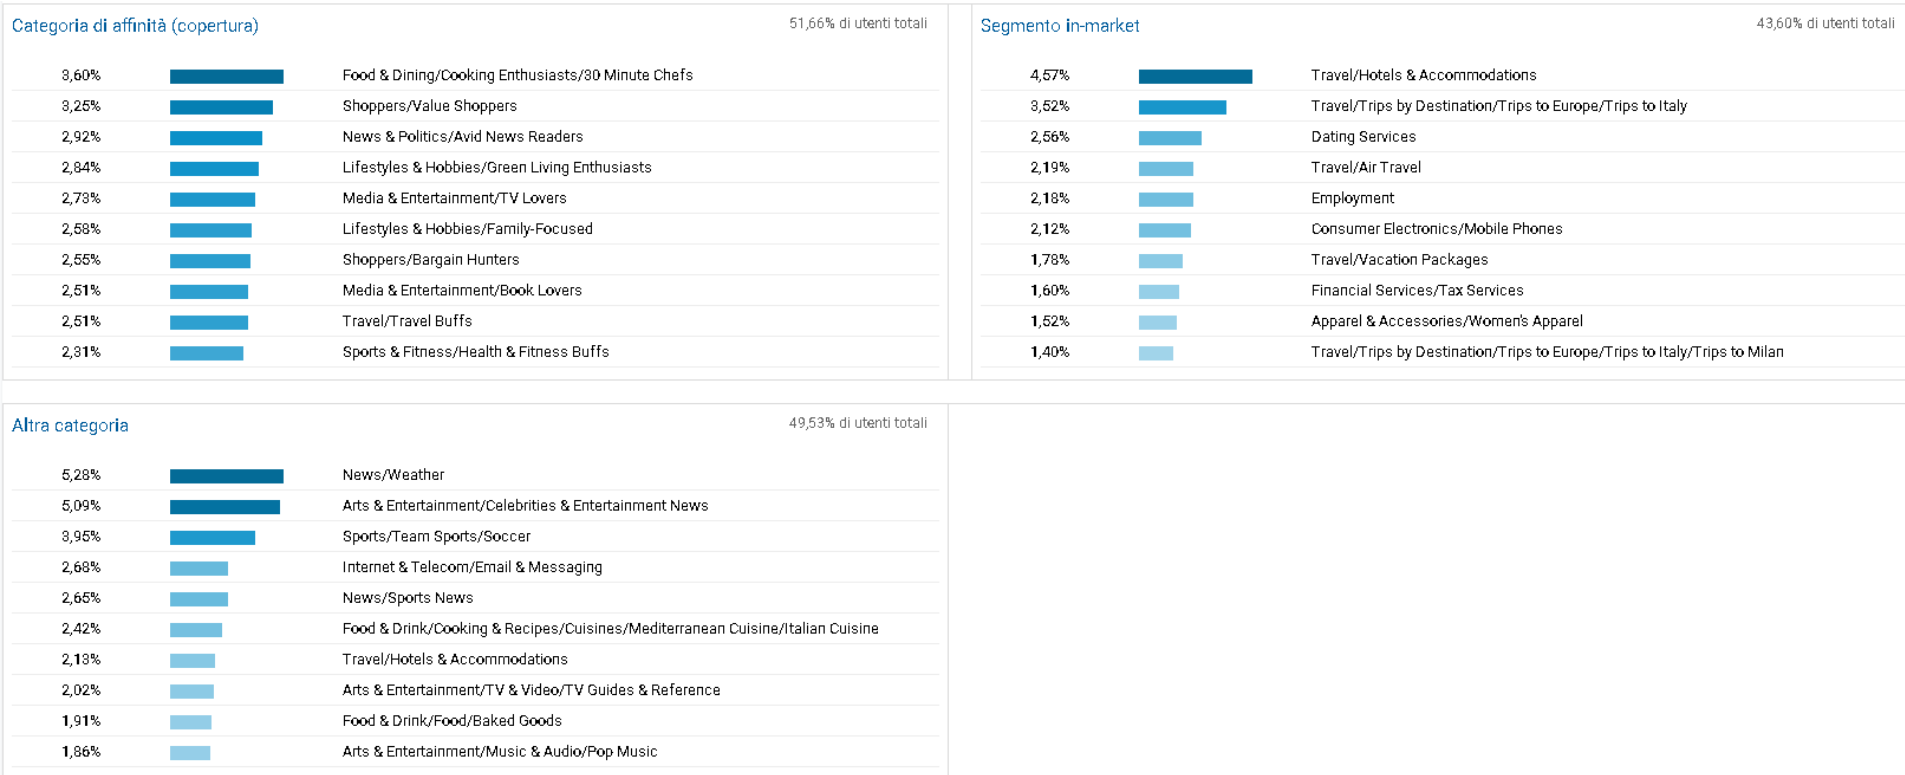 Categoria di affinità (copertura) 51,66% di utenti totali
3,60% Food & Dining/Cooking Enthusiasts/30 Minute Chefs
3,25% Shoppers/Value Shoppers
2,92% News & Politics/Avid News Readers
2,84% Lifestyles & Hobbies/Green Living Enthusiasts
2,73% Media & Entertainment/TV Lovers
2,58% Lifestyles & Hobbies/Family-Focused
2,55% Shoppers/Bargain Hunters
2,51% Media & Entertainment/Book Lovers
2,51% Travel/Travel Buffs
2,31% Sports & Fitness/Health & Fitness Buffs
Segmento in-market 43,60% di utenti totali
4,57% Travel/Hotels & Accommodations
3,52% Travel/Trips by Destination/Trips to Europe/Trips to Italy
2,56% Dating Services
2,19% Travel/Air Travel
2,18% Employment
2,12% Consumer Electronics/Mobile Phones
1,78% Travel/Vacation Packages
1,60% Financial Services/Tax Services
1,52% Apparel & Accessories/Women's Apparel
1,40% Travel/Trips by Destination/Trips to Europe/Trips to Italy/Trips to Milan
Altra categoria 49,53% di utenti totali
5,28% News/Weather
5,09% Arts & Entertainment/Celebrities & Entertainment News
3,95% Sports/Team Sports/Soccer
2,68% Internet & Telecom/Email & Messaging
2,65% News/Sports News
2,42% Food & Drink/Cooking & Recipes/Cuisines/Mediterranean Cuisine/Italian Cuisine
2,13% Travel/Hotels & Accommodations
2,02% Arts & Entertainment/TV & Video/TV Guides & Reference
1,91% Food & Drink/Food/Baked Goods
1,86% Arts & Entertainment/Music & Audio/Pop Music